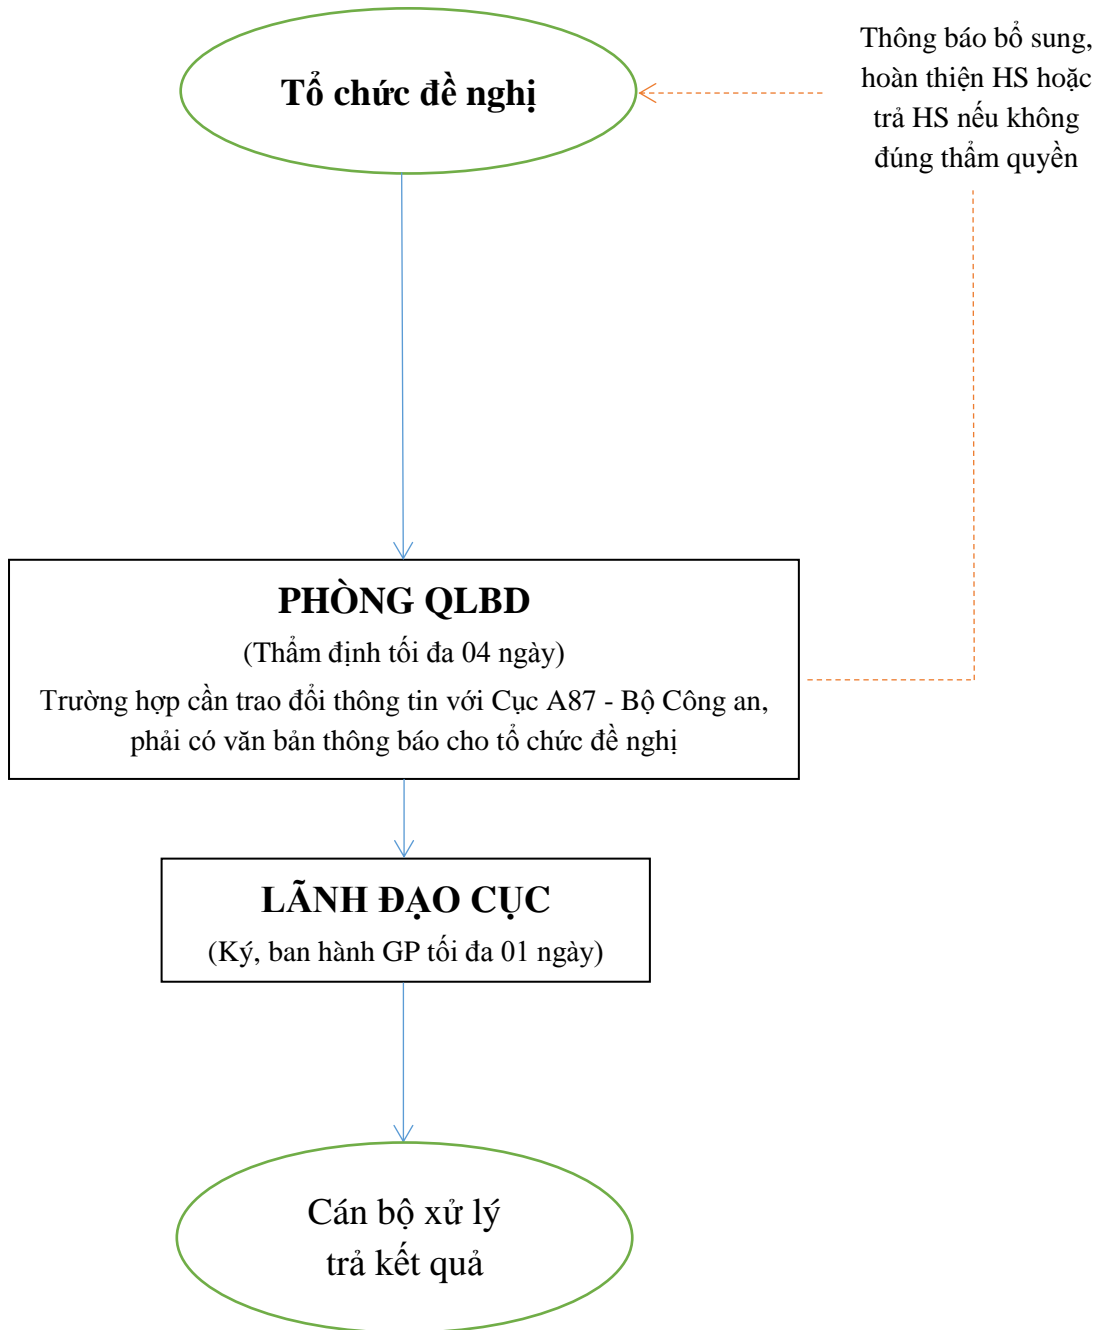 Tổ chức đề nghị
Thông báo bổ sung,
hoàn thiện HS hoặc
trả HS nếu không
đúng thẩm quyền
PHÒNG QLBD
(Thẩm định tối đa 04 ngày)
Trường hợp cần trao đổi thông tin với Cục A87 - Bộ Công an,
phải có văn bản thông báo cho tổ chức đề nghị
LÃNH ĐẠO CỤC
(Ký, ban hành GP tối đa 01 ngày)
Cán bộ xử lý
trả kết quả